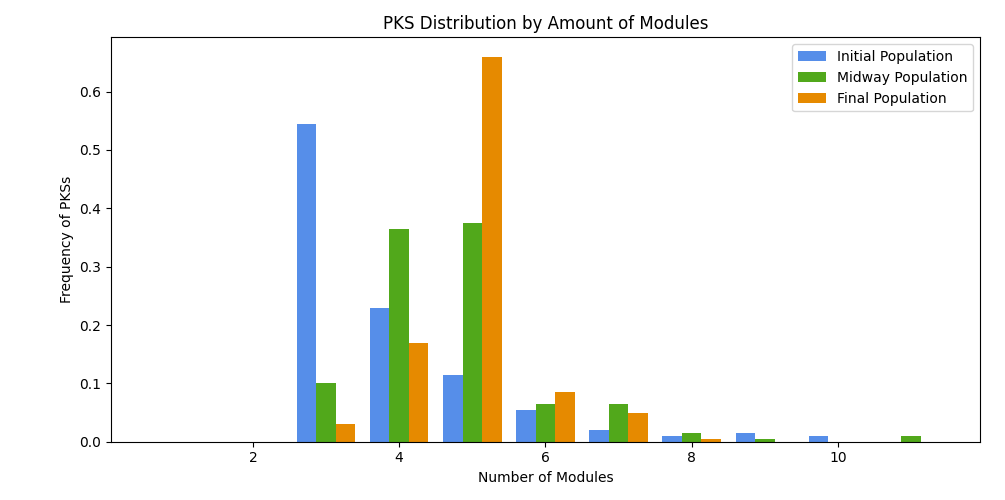 PKS Distribution by Amount of Modules
Initial Population
Midway Population
Final Population
Frequency of PKSs
0.6
0.5
0.4
0.3
0.2
0.1
0.0
2 4 6 8 10
Number of Modules